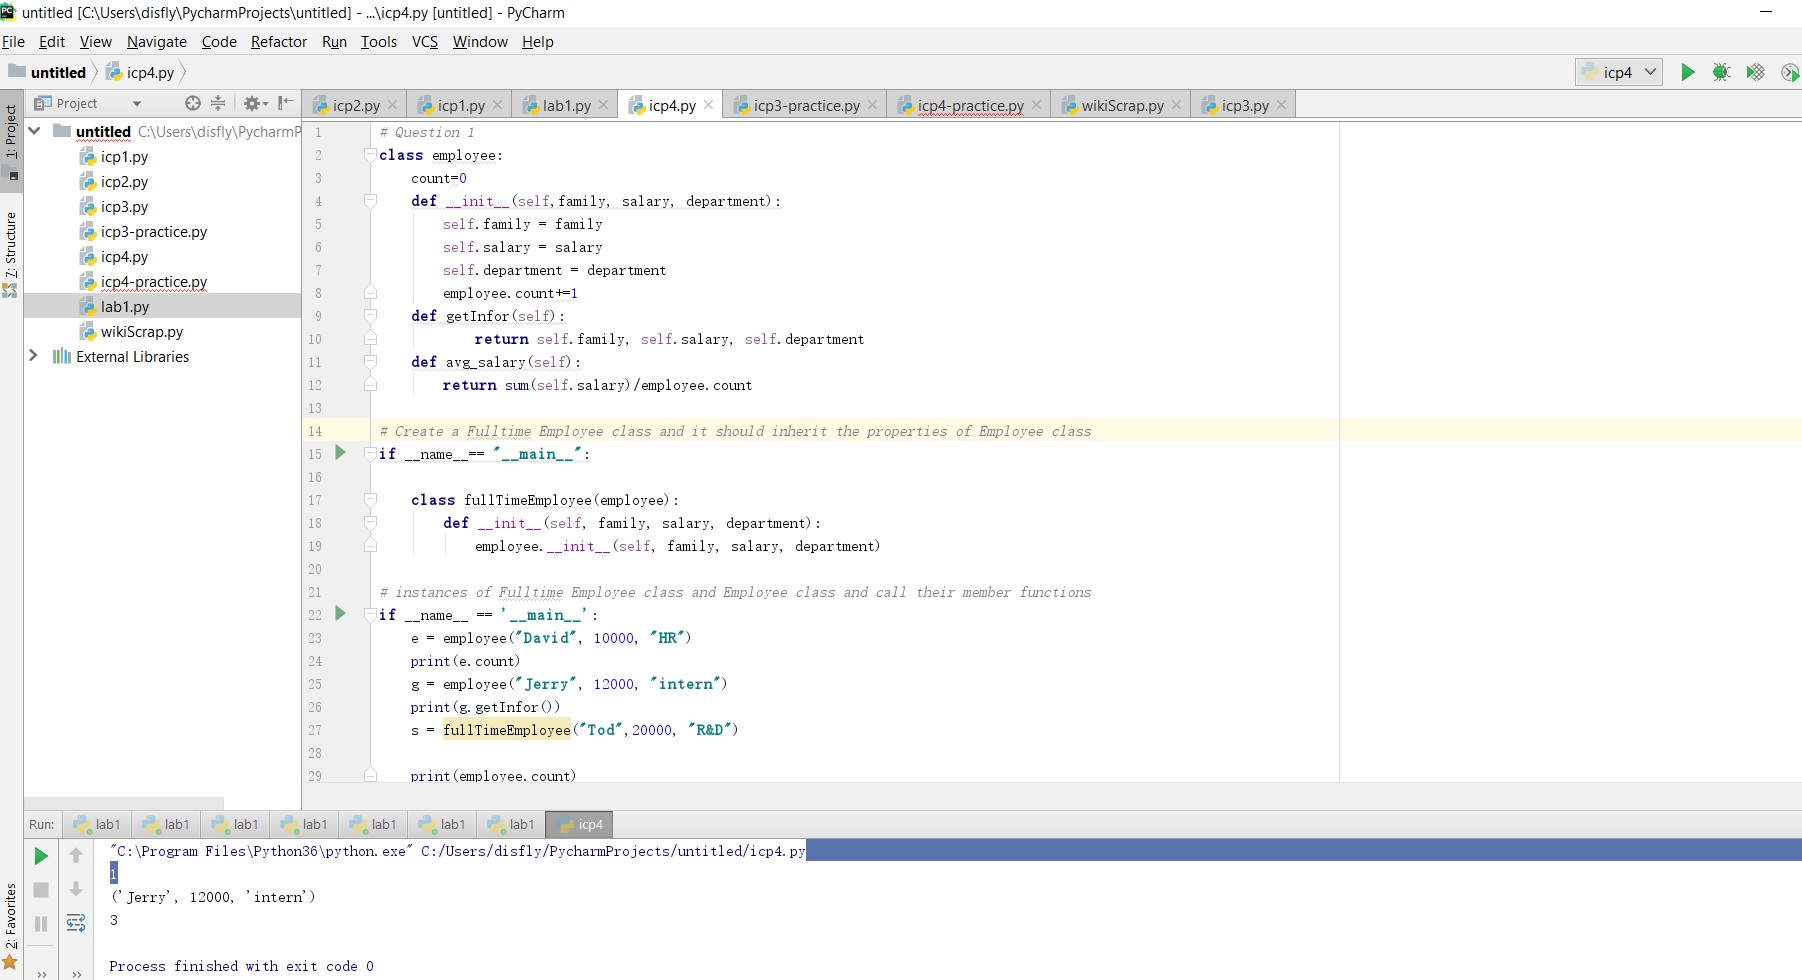 untitled [C:\Users\disfly\PycharmProjects\untitled] - ...\icp4.py [untitled] - PyCharm
File Edit View Navigate Code Refactor Run Tools VCS Window Help
untitled icp4.py icp4
1: Project
7: Structure
2: Favorites
Project
icp2.py icp1.py lab1.py icp4.py icp3-practice.py icp4-practice.py wikiScrap.py icp3.py
untitled C:\Users\disfly\PycharmP
icp1.py
icp2.py
icp3.py
icp3-practice.py
icp4.py
icp4-practice.py
lab1.py
wikiScrap.py
External Libraries
1 # Question 1
2 class employee:
3 count=0
4 def __init__(self,family, salary, department):
5 self.family = family
6 self.salary = salary
7 self.department = department
8 employee.count+=1
9 def getInfor(self):
10 return self.family, self.salary, self.department
11 def avg_salary(self):
12 return sum(self.salary)/employee.count
13
14 # Create a Fulltime Employee class and it should inherit the properties of Employee class
15 if __name__== "__main__":
16
17 class fullTimeEmployee(employee):
18 def __init__(self, family, salary, department):
19 employee.__init__(self, family, salary, department)
20
21 # instances of Fulltime Employee class and Employee class and call their member functions
22 if __name__ == '__main__':
23 e = employee("David", 10000, "HR")
24 print(e.count)
25 g = employee("Jerry", 12000, "intern")
26 print(g.getInfor())
27 s = fullTimeEmployee("Tod",20000, "R&D")
28
29 print(employee.count)
Run: lab1 lab1 lab1 lab1 lab1 lab1 lab1 icp4
"C:\Program Files\Python36\python.exe" C:/Users/disfly/PycharmProjects/untitled/icp4.py
1
('Jerry', 12000, 'intern')
3
Process finished with exit code 0